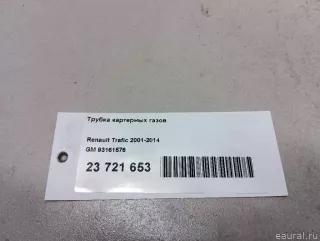 Трубка картерных газов
Renault Trafic 2001-2014
GM 93161576
23 721 653
eaural.ru